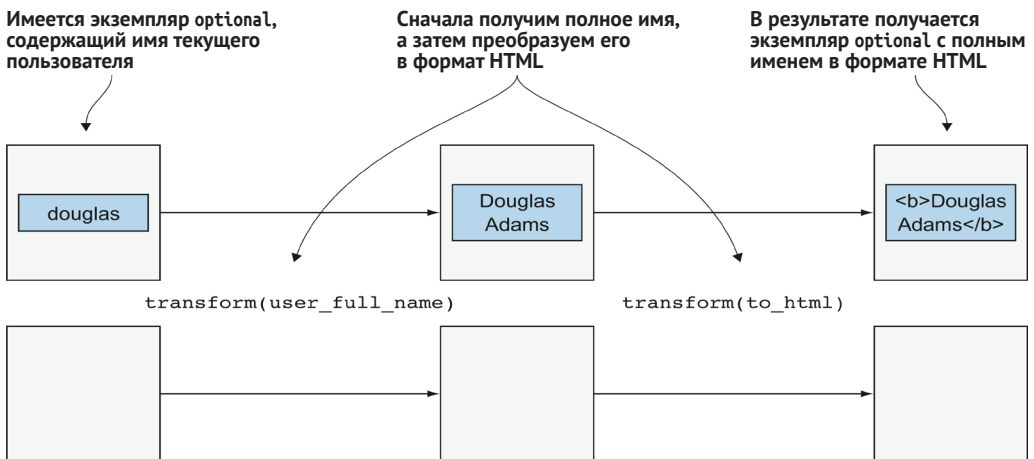 Имеется экземпляр optional,
содержащий имя текущего
пользователя
Сначала получим полное имя,
а затем преобразуем его
в формат HTML
В результате получается
экземпляр optional с полным
именем в формате HTML
douglas
Douglas
Adams
<b>Douglas
Adams</b>
transform(user_full_name)
transform(to_html)